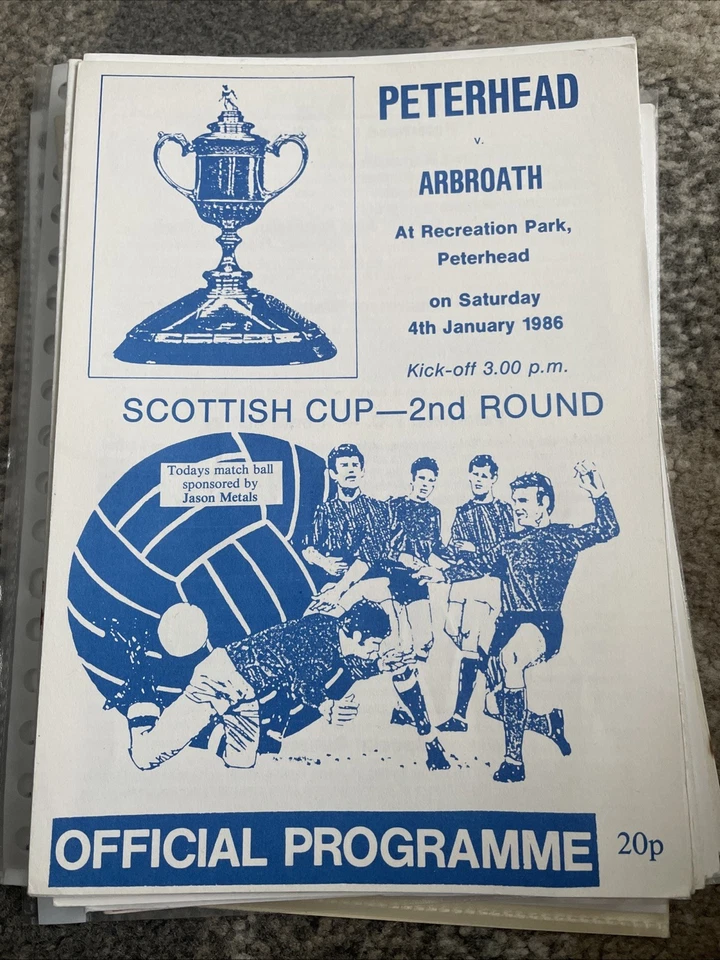 PETERHEAD
v.
ARBROATH
At Recreation Park,
Peterhead
on Saturday
4th January 1986
Kick-off 3.00 p.m.
SCOTTISH CUP—2nd ROUND
Todays match ball
sponsored by
Jason Metals
OFFICIAL PROGRAMME
20p